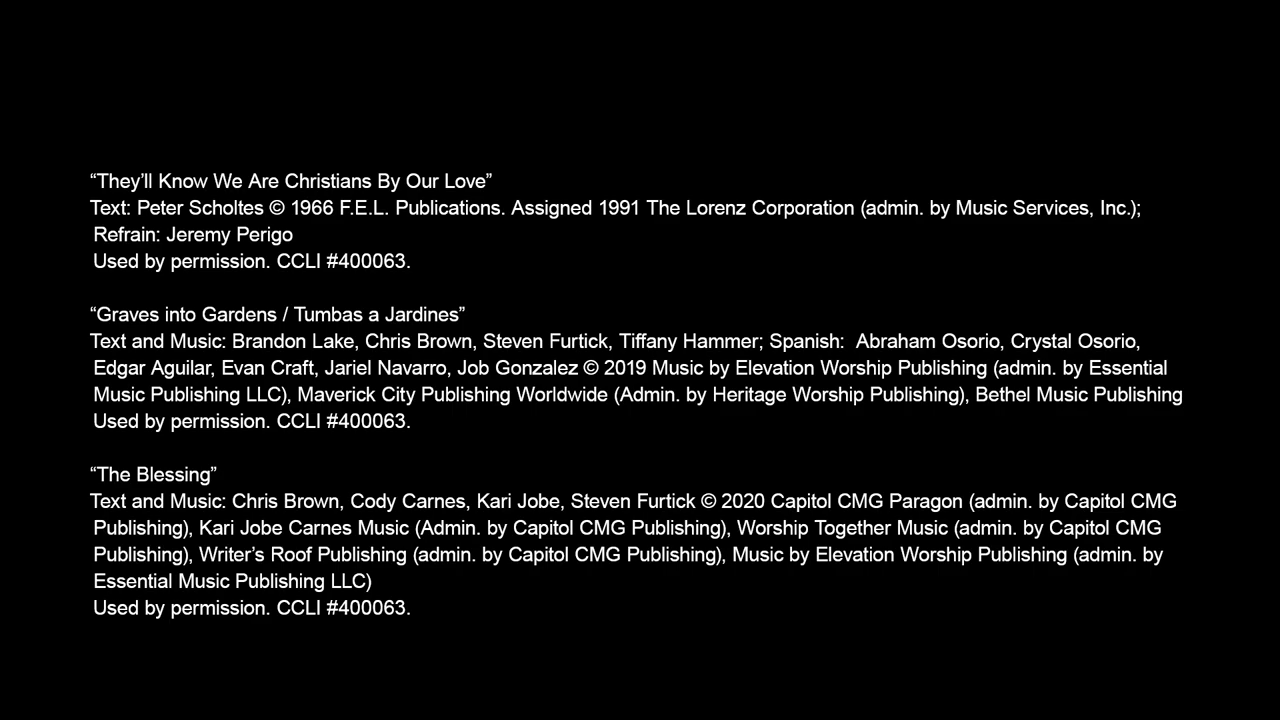 “They’ll Know We Are Christians By Our Love”
Text: Peter Scholtes © 1966 F.E.L. Publications. Assigned 1991 The Lorenz Corporation (admin. by Music Services, Inc.);
Refrain: Jeremy Perigo
Used by permission. CCLI #400063.
“Graves into Gardens / Tumbas a Jardines”
Text and Music: Brandon Lake, Chris Brown, Steven Furtick, Tiffany Hammer; Spanish:  Abraham Osorio, Crystal Osorio,
Edgar Aguilar, Evan Craft, Jariel Navarro, Job Gonzalez © 2019 Music by Elevation Worship Publishing (admin. by Essential
Music Publishing LLC), Maverick City Publishing Worldwide (Admin. by Heritage Worship Publishing), Bethel Music Publishing
Used by permission. CCLI #400063.
“The Blessing”
Text and Music: Chris Brown, Cody Carnes, Kari Jobe, Steven Furtick © 2020 Capitol CMG Paragon (admin. by Capitol CMG
Publishing), Kari Jobe Carnes Music (Admin. by Capitol CMG Publishing), Worship Together Music (admin. by Capitol CMG
Publishing), Writer’s Roof Publishing (admin. by Capitol CMG Publishing), Music by Elevation Worship Publishing (admin. by
Essential Music Publishing LLC)
Used by permission. CCLI #400063.